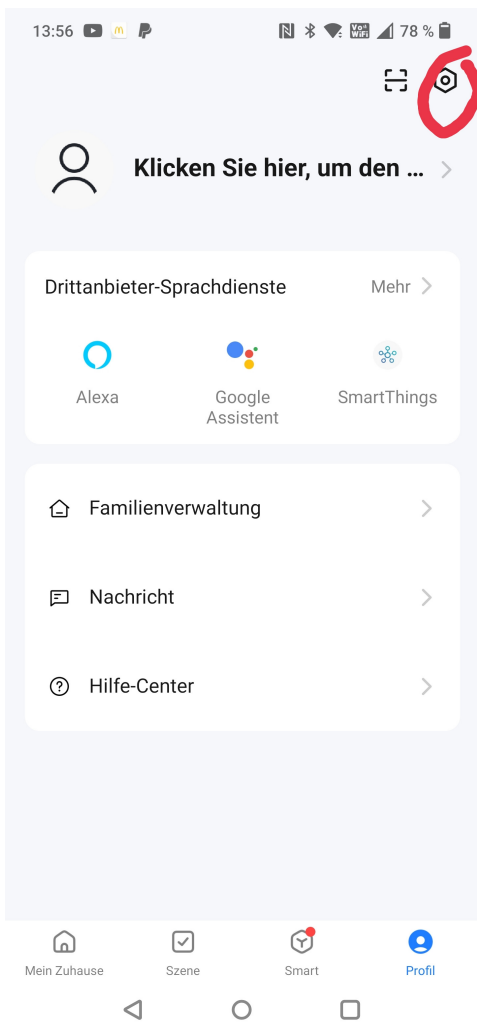 13:56 78 %
Klicken Sie hier, um den ...
Drittanbieter-Sprachdienste Mehr
Alexa Google Assistent SmartThings
Familienverwaltung
Nachricht
Hilfe-Center
Mein Zuhause Szene Smart Profil